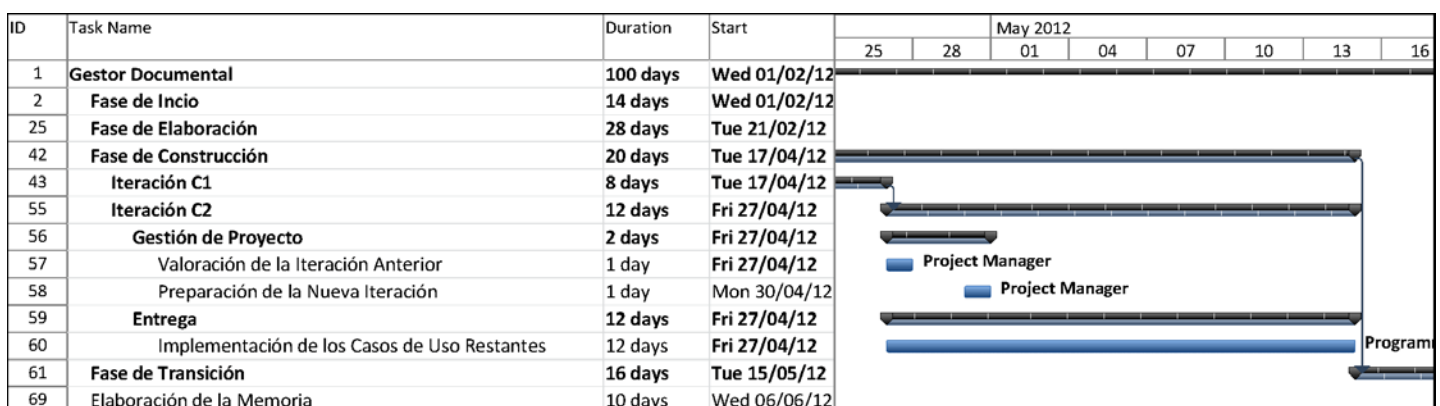 ID Task Name Duration Start May 2012
25 28 01 04 07 10 13 16
1 Gestor Documental 100 days Wed 01/02/12
2 Fase de Incio 14 days Wed 01/02/12
25 Fase de Elaboración 28 days Tue 21/02/12
42 Fase de Construcción 20 days Tue 17/04/12
43 Iteración C1 8 days Tue 17/04/12
55 Iteración C2 12 days Fri 27/04/12
56 Gestión de Proyecto 2 days Fri 27/04/12
57 Valoración de la Iteración Anterior 1 day Fri 27/04/12 Project Manager
58 Preparación de la Nueva Iteración 1 day Mon 30/04/12 Project Manager
59 Entrega 12 days Fri 27/04/12
60 Implementación de los Casos de Uso Restantes 12 days Fri 27/04/12
61 Fase de Transición 16 days Tue 15/05/12
69 Elaboración de la Memoria 10 days Wed 06/06/12